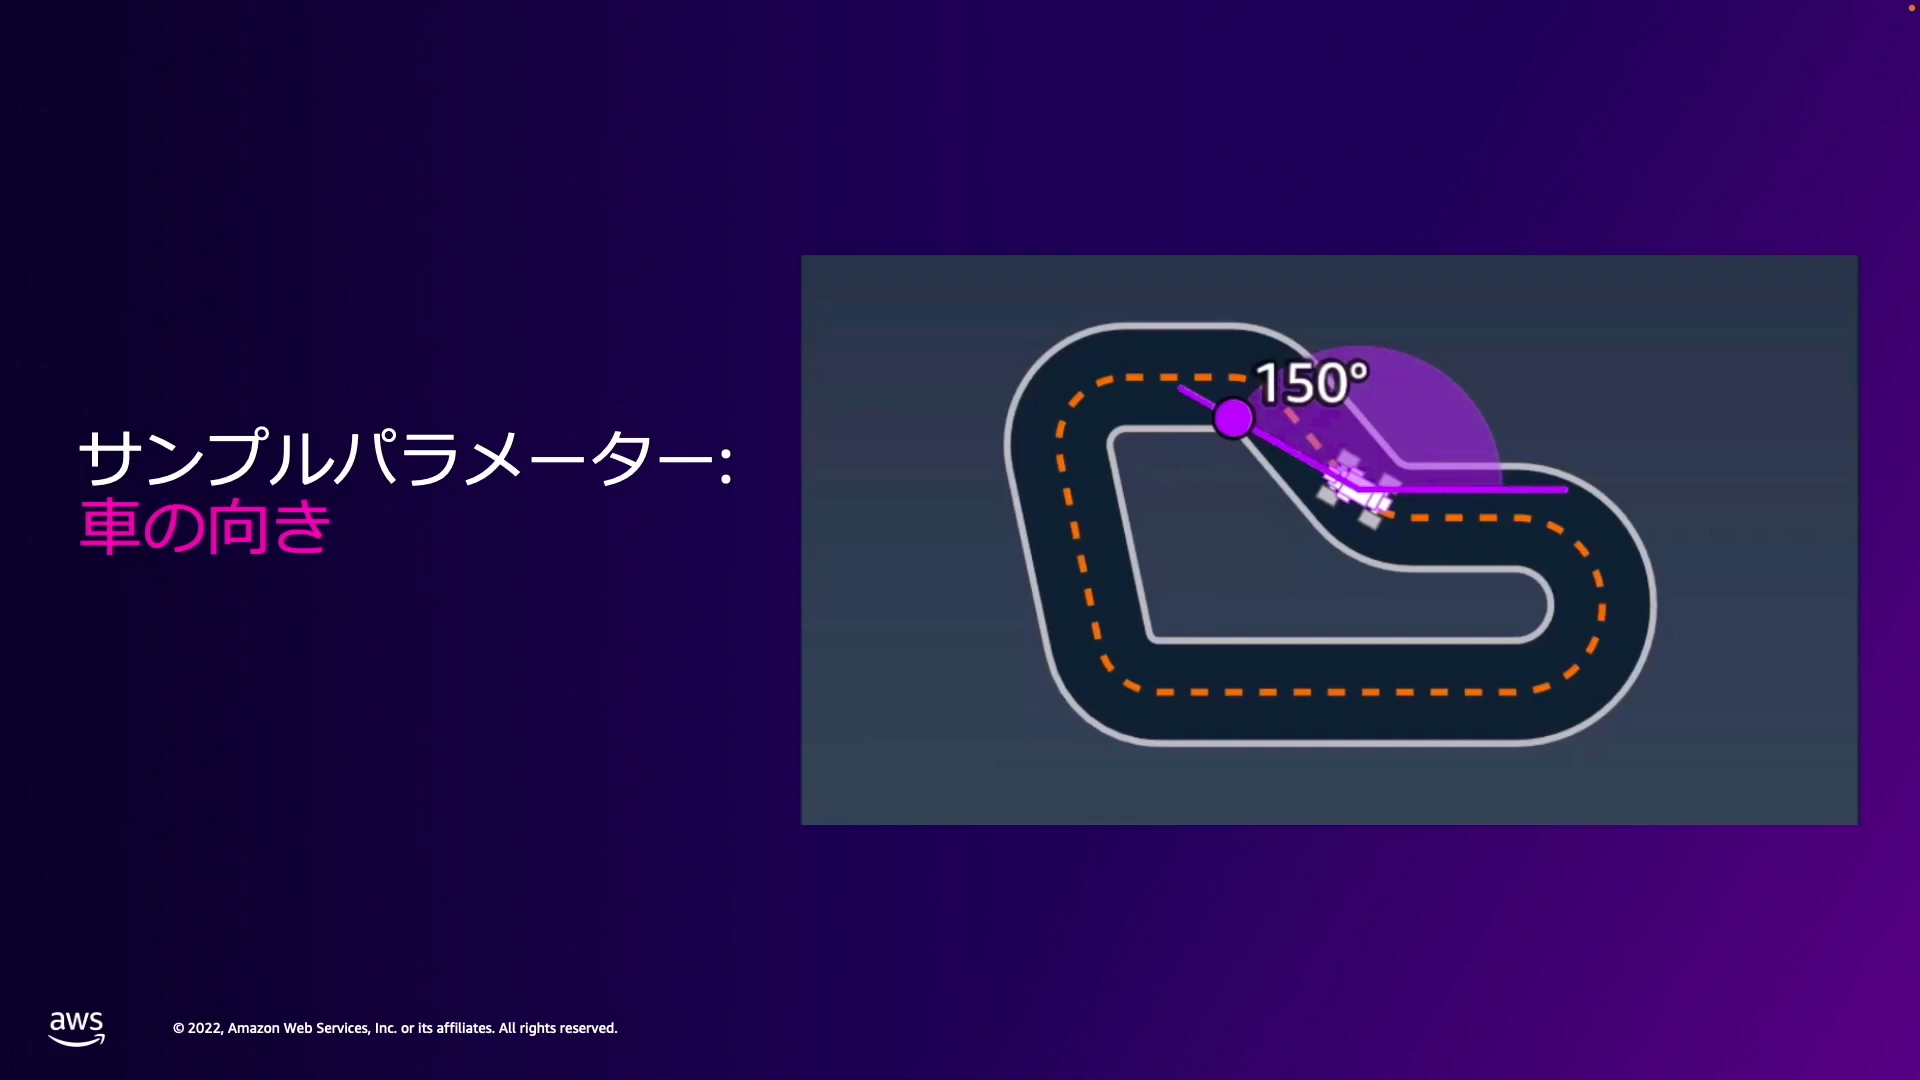 サンプルパラメーター:
車の向き
150°
aws
© 2022, Amazon Web Services, Inc. or its affiliates. All rights reserved.